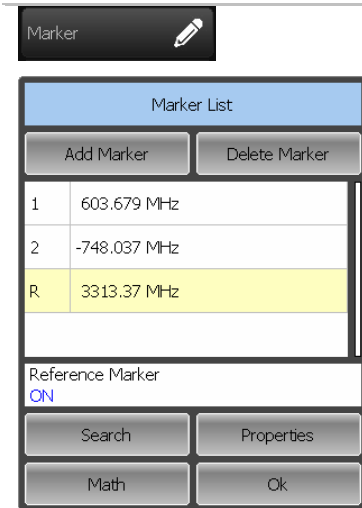 Marker
Marker List
Add Marker Delete Marker
1 603.679 MHz
2 -748.037 MHz
R 3313.37 MHz
Reference Marker
ON
Search Properties
Math Ok